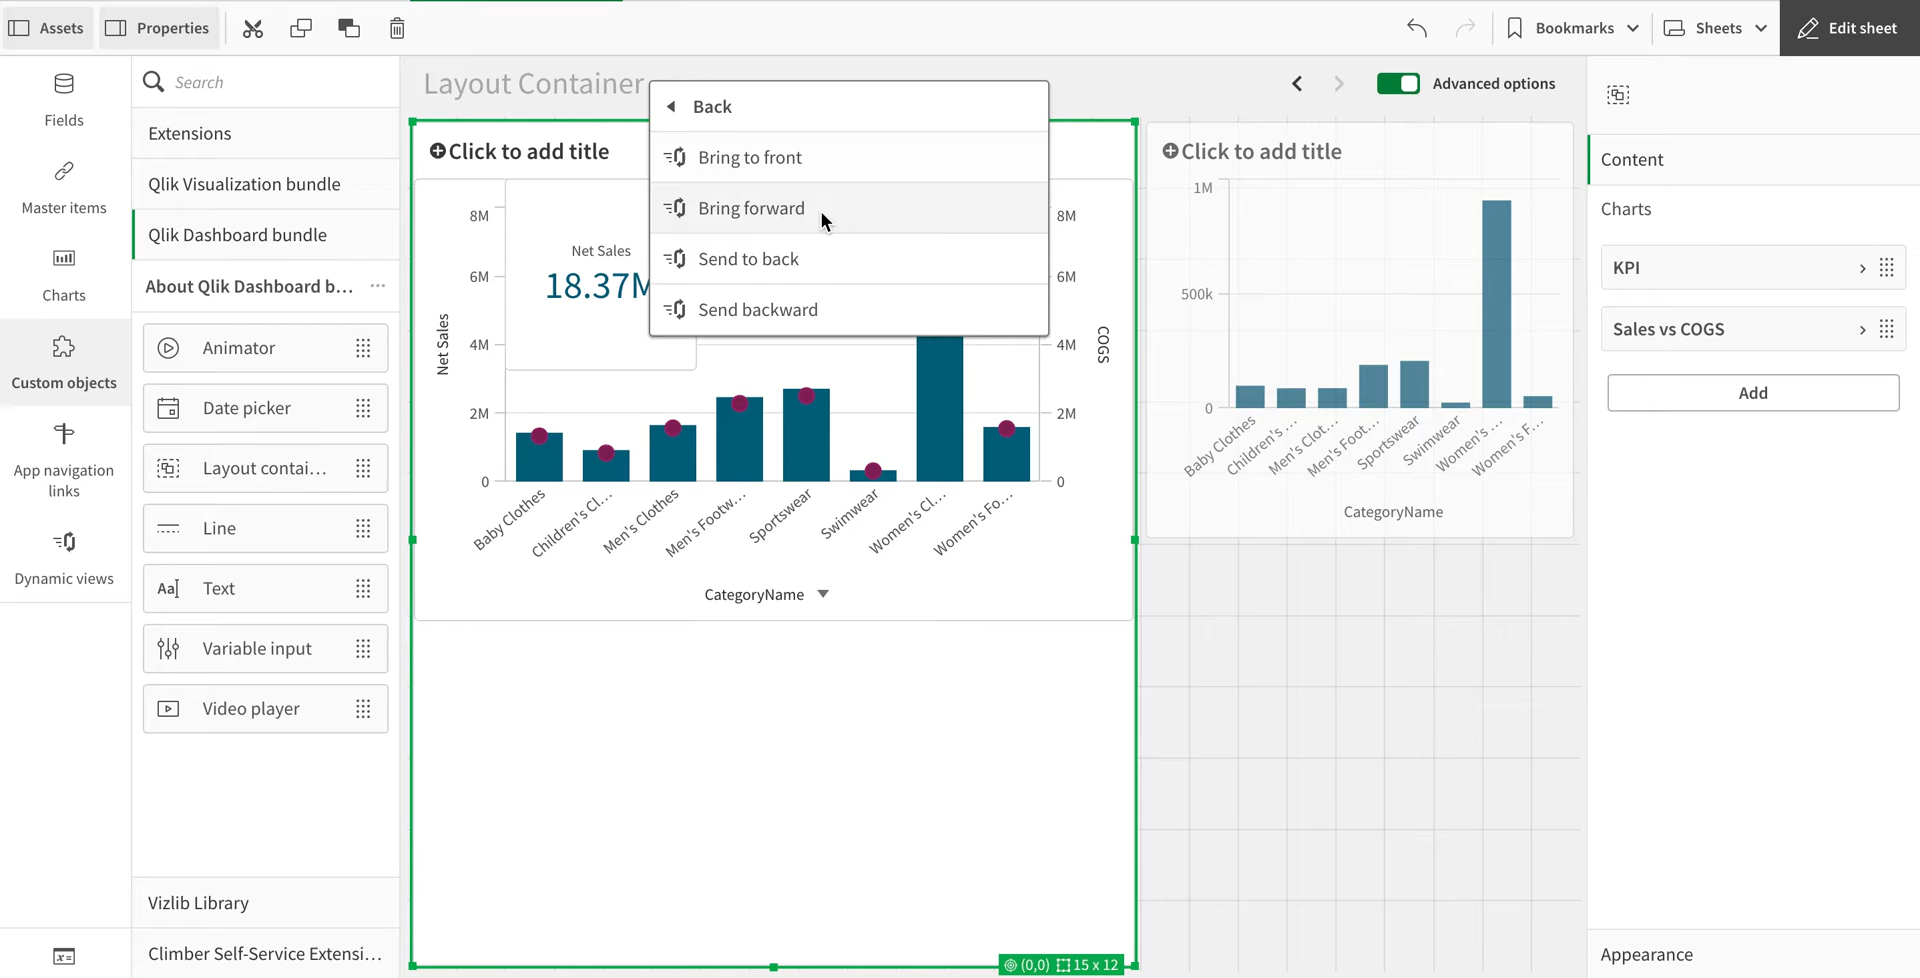 Assets
Properties
Bookmarks
Sheets
Edit sheet
Fields
Master items
Charts
Custom objects
App navigation
links
Dynamic views
Search
Extensions
Qlik Visualization bundle
Qlik Dashboard bundle
About Qlik Dashboard b...
Animator
Date picker
Layout contai...
Line
Aa Text
Variable input
Video player
Vizlib Library
Climber Self-Service Extensi...
Layout Container
Advanced options
Back
Bring to front
Bring forward
Send to back
Send backward
Click to add title
Net Sales
18.37M
Net Sales
8M
6M
4M
2M
0
8M
6M
4M
2M
0
COGS
Baby Clothes
Children's Cl...
Men's Clothes
Men's Footw...
Sportswear
Swimwear
Women's Cl...
Women's Fo...
CategoryName
(0,0) 15 x 12
Click to add title
1M
500k
0
Baby Clothes
Children's ...
Men's Clot...
Men's Foot...
Sportswear
Swimwear
Women's ...
Women's F...
CategoryName
Content
Charts
KPI
Sales vs COGS
Add
Appearance